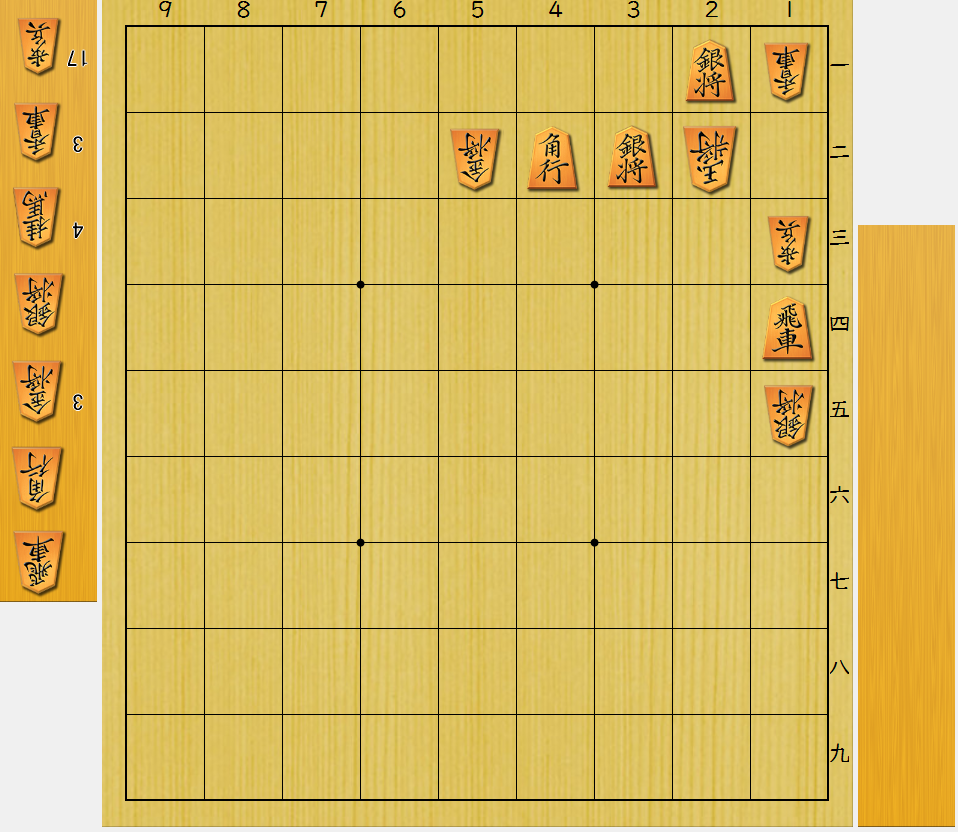 9 8 7 6 5 4 3 2 1
歩兵 17
香車 3
桂馬 4
銀将
金将 3
角行
飛車
銀将 香車 一
金将 角行 銀将 玉将 二
歩兵 三
飛車 四
銀将 五
六
七
八
九